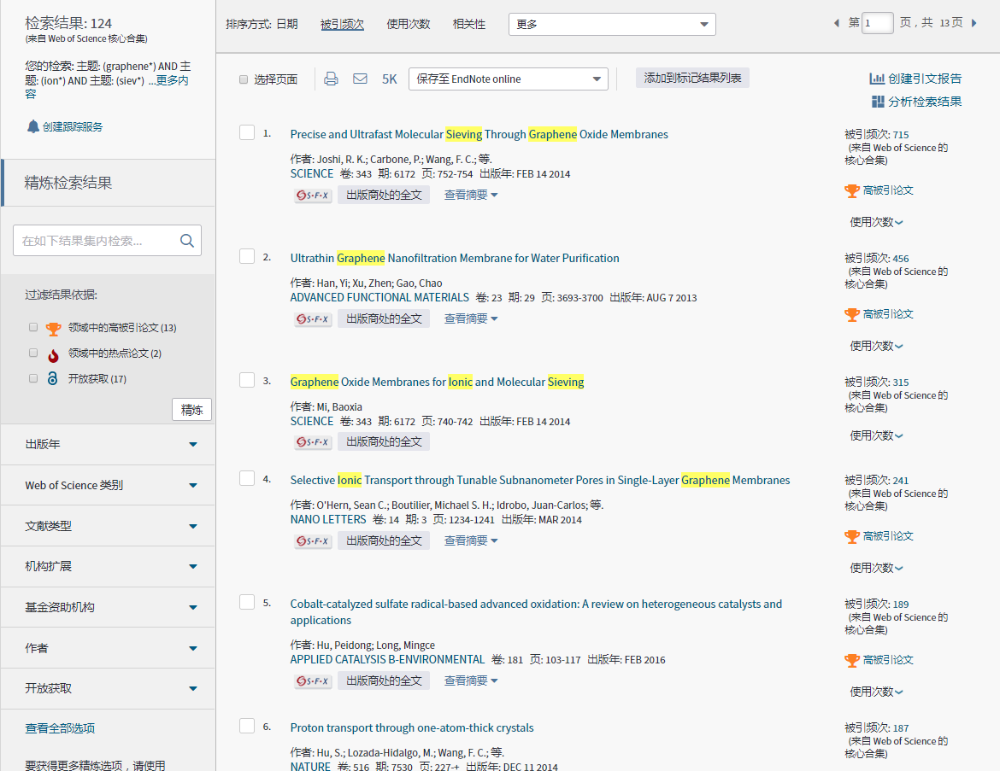 检索结果: 124
(来自 Web of Science 核心合集)
您的检索: 主题: (graphene*) AND 主
题: (ion*) AND 主题: (siev*) ...更多内
容
创建跟踪服务
精炼检索结果
在如下结果集内检索...
过滤结果依据:
领域中的高被引论文 (13)
领域中的热点论文 (2)
开放获取 (17)
精炼
出版年
Web of Science 类别
文献类型
机构扩展
基金资助机构
作者
开放获取
查看全部选项
要获得更多精炼选项，请使用
排序方式: 日期 被引频次 使用次数 相关性 更多
第 1 页，共 13 页
选择页面 5K 保存至 EndNote online 添加到标记结果列表
创建引文报告
分析检索结果
1. Precise and Ultrafast Molecular Sieving Through Graphene Oxide Membranes
作者: Joshi, R. K.; Carbone, P.; Wang, F. C.; 等.
SCIENCE 卷: 343 期: 6172 页: 752-754 出版年: FEB 14 2014
S·F·X 出版商处的全文 查看摘要
被引频次: 715
(来自 Web of Science 的
核心合集)
高被引论文
使用次数
2. Ultrathin Graphene Nanofiltration Membrane for Water Purification
作者: Han, Yi; Xu, Zhen; Gao, Chao
ADVANCED FUNCTIONAL MATERIALS 卷: 23 期: 29 页: 3693-3700 出版年: AUG 7 2013
S·F·X 出版商处的全文 查看摘要
被引频次: 456
(来自 Web of Science 的
核心合集)
高被引论文
使用次数
3. Graphene Oxide Membranes for Ionic and Molecular Sieving
作者: Mi, Baoxia
SCIENCE 卷: 343 期: 6172 页: 740-742 出版年: FEB 14 2014
S·F·X 出版商处的全文
被引频次: 315
(来自 Web of Science 的
核心合集)
使用次数
4. Selective Ionic Transport through Tunable Subnanometer Pores in Single-Layer Graphene Membranes
作者: O'Hern, Sean C.; Boutilier, Michael S. H.; Idrobo, Juan-Carlos; 等.
NANO LETTERS 卷: 14 期: 3 页: 1234-1241 出版年: MAR 2014
S·F·X 出版商处的全文 查看摘要
被引频次: 241
(来自 Web of Science 的
核心合集)
高被引论文
使用次数
5. Cobalt-catalyzed sulfate radical-based advanced oxidation: A review on heterogeneous catalysts and
applications
作者: Hu, Peidong; Long, Mingce
APPLIED CATALYSIS B-ENVIRONMENTAL 卷: 181 页: 103-117 出版年: FEB 2016
S·F·X 出版商处的全文 查看摘要
被引频次: 189
(来自 Web of Science 的
核心合集)
高被引论文
使用次数
6. Proton transport through one-atom-thick crystals
作者: Hu, S.; Lozada-Hidalgo, M.; Wang, F. C.; 等.
NATURE 卷: 516 期: 7530 页: 227-+ 出版年: DEC 11 2014
被引频次: 187
(来自 Web of Science 的
核心合集)